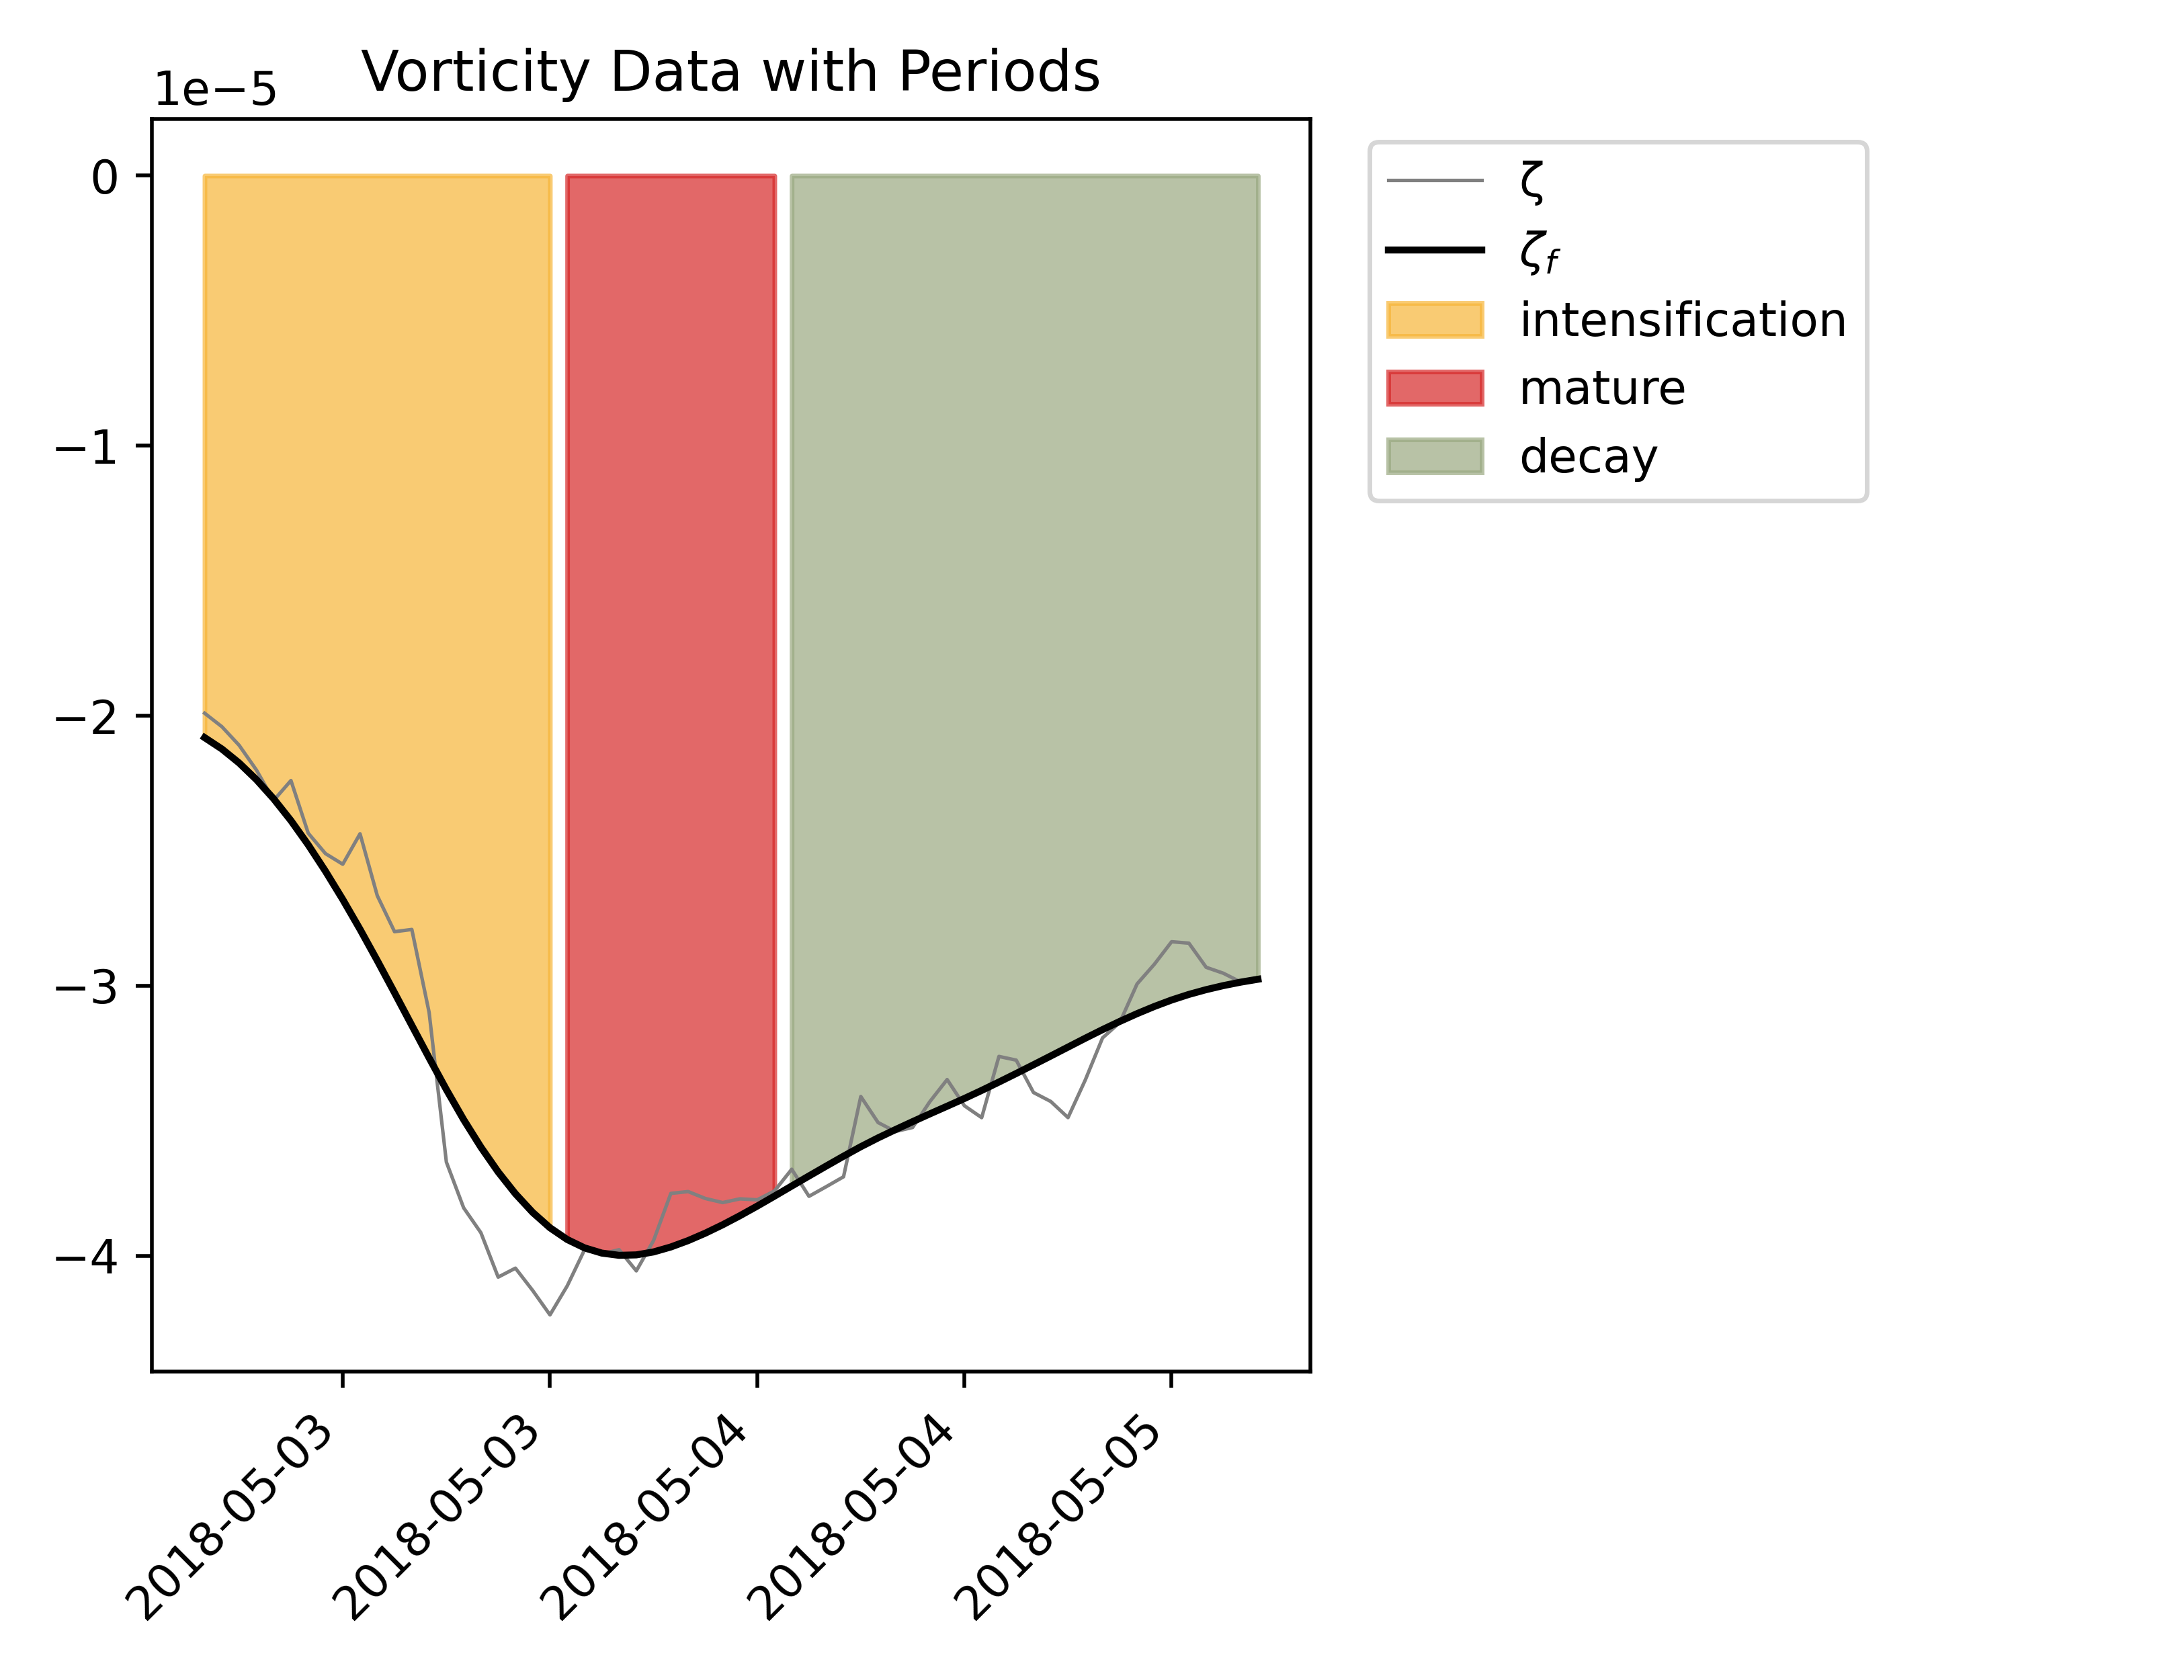 Vorticity Data with Periods
1e−5
0
−1
−2
−3
−4
2018-05-03
2018-05-03
2018-05-04
2018-05-04
2018-05-05
ζ
ζf
intensification
mature
decay